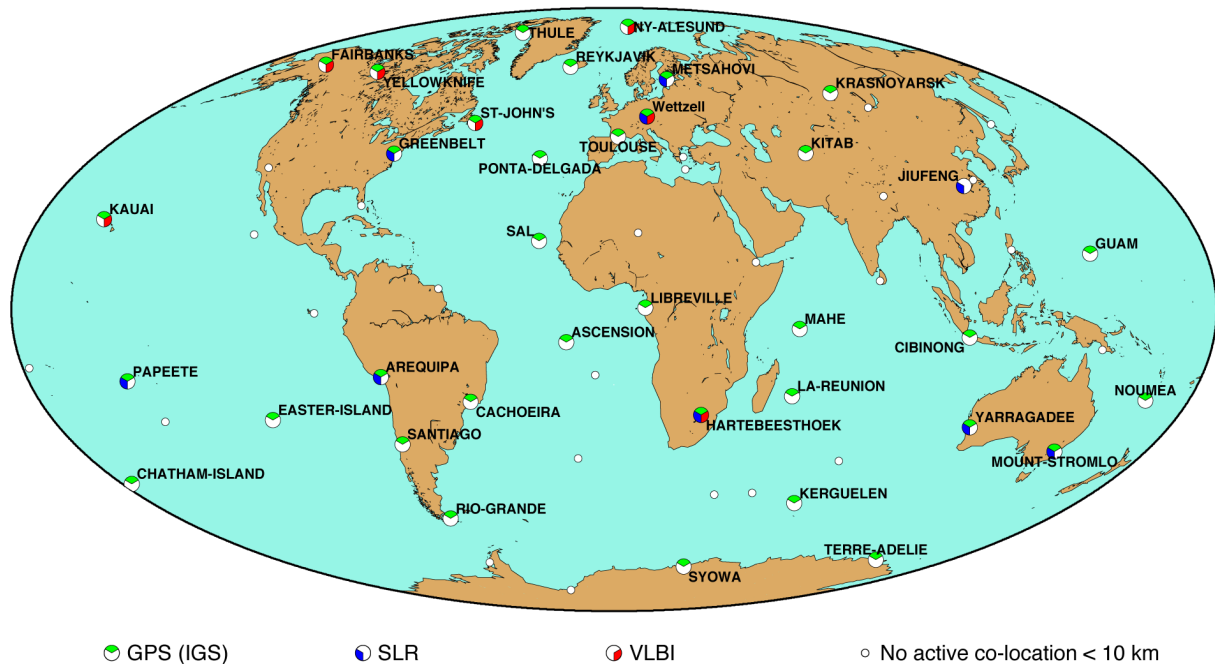 THULE
NY-ALESUND
FAIRBANKS
REYKJAVIK
METSAHOVI
YELLOWKNIFE
KRASNOYARSK
ST-JOHN'S
Wettzell
GREENBELT
TOULOUSE
KITAB
PONTA-DELGADA
JIUFENG
KAUAI
SAL
GUAM
LIBREVILLE
MAHE
ASCENSION
CIBINONG
PAPEETE
AREQUIPA
LA-REUNION
NOUMEA
EASTER-ISLAND
CACHOEIRA
HARTEBEESTHOEK
YARRAGADEE
SANTIAGO
MOUNT-STROMLO
CHATHAM-ISLAND
KERGUELEN
RIO-GRANDE
TERRE-ADELIE
SYOWA
GPS (IGS)
SLR
VLBI
No active co-location < 10 km